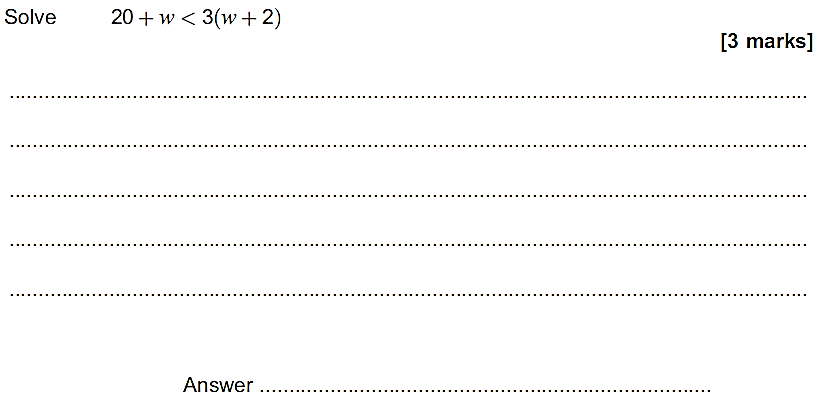 Solve 20 + w < 3(w + 2)
[3 marks]
Answer